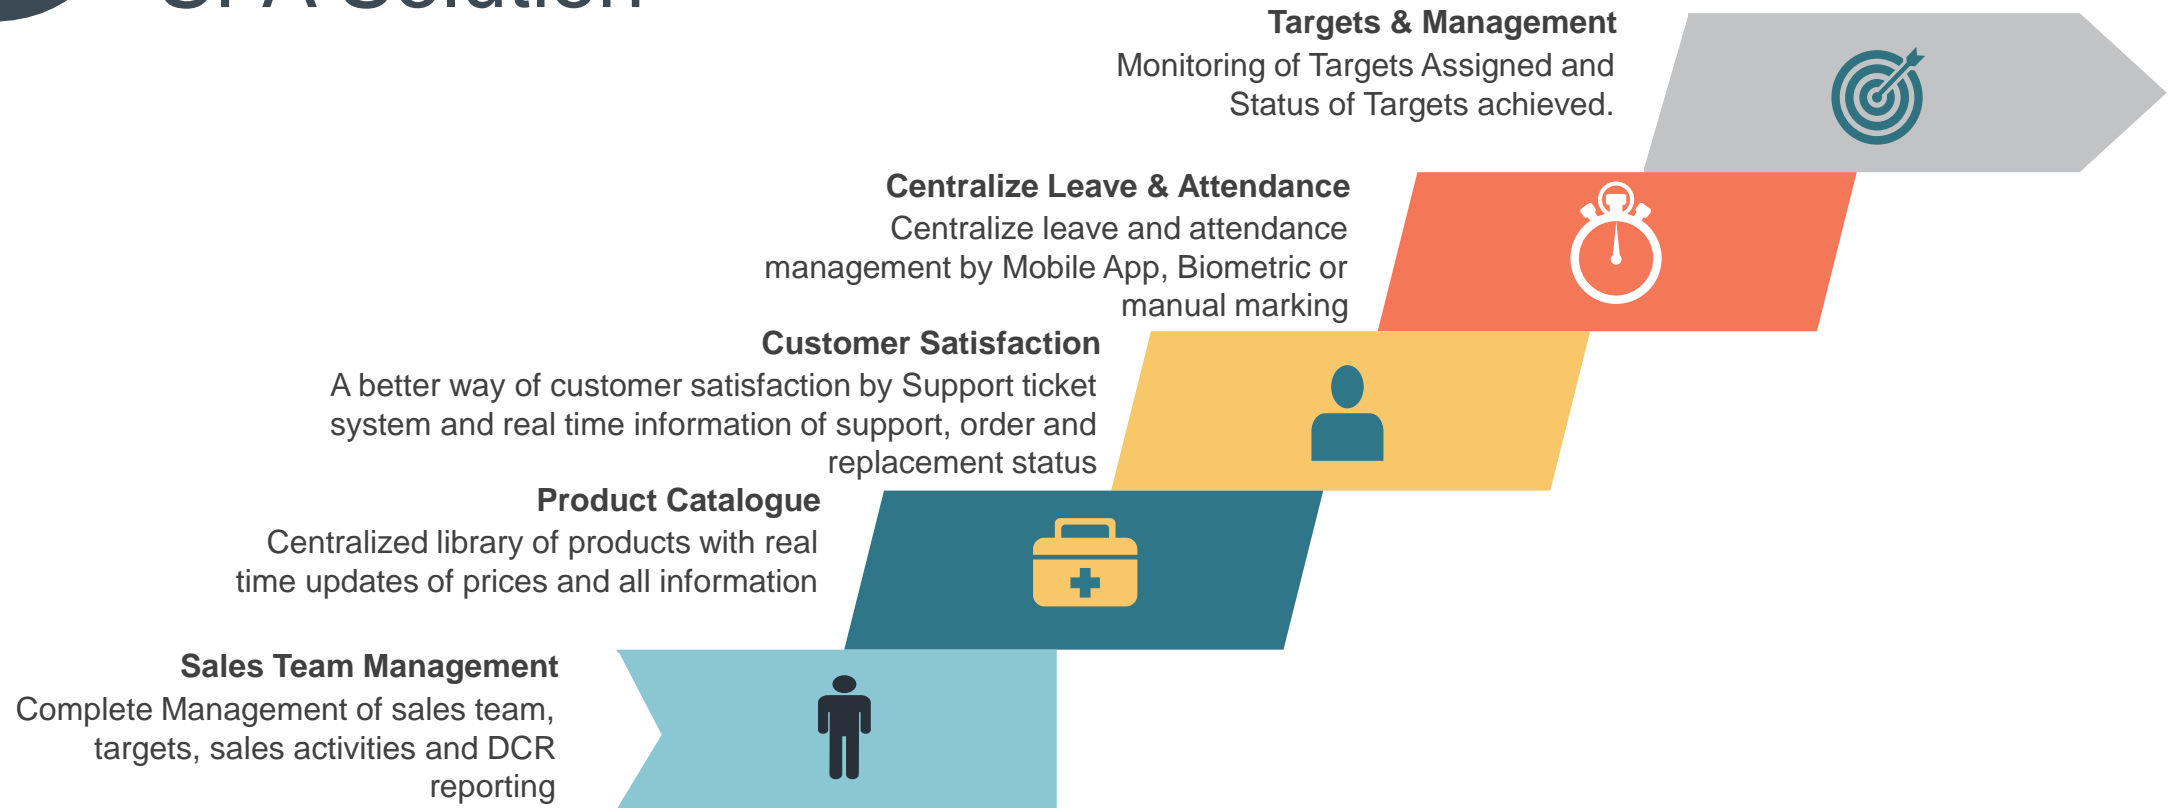 Solution
Targets & Management
Monitoring of Targets Assigned and
Status of Targets achieved.
Centralize Leave & Attendance
Centralize leave and attendance
management by Mobile App, Biometric or
manual marking
Customer Satisfaction
A better way of customer satisfaction by Support ticket
system and real time information of support, order and
replacement status
Product Catalogue
Centralized library of products with real
time updates of prices and all information
Sales Team Management
Complete Management of sales team,
targets, sales activities and DCR
reporting